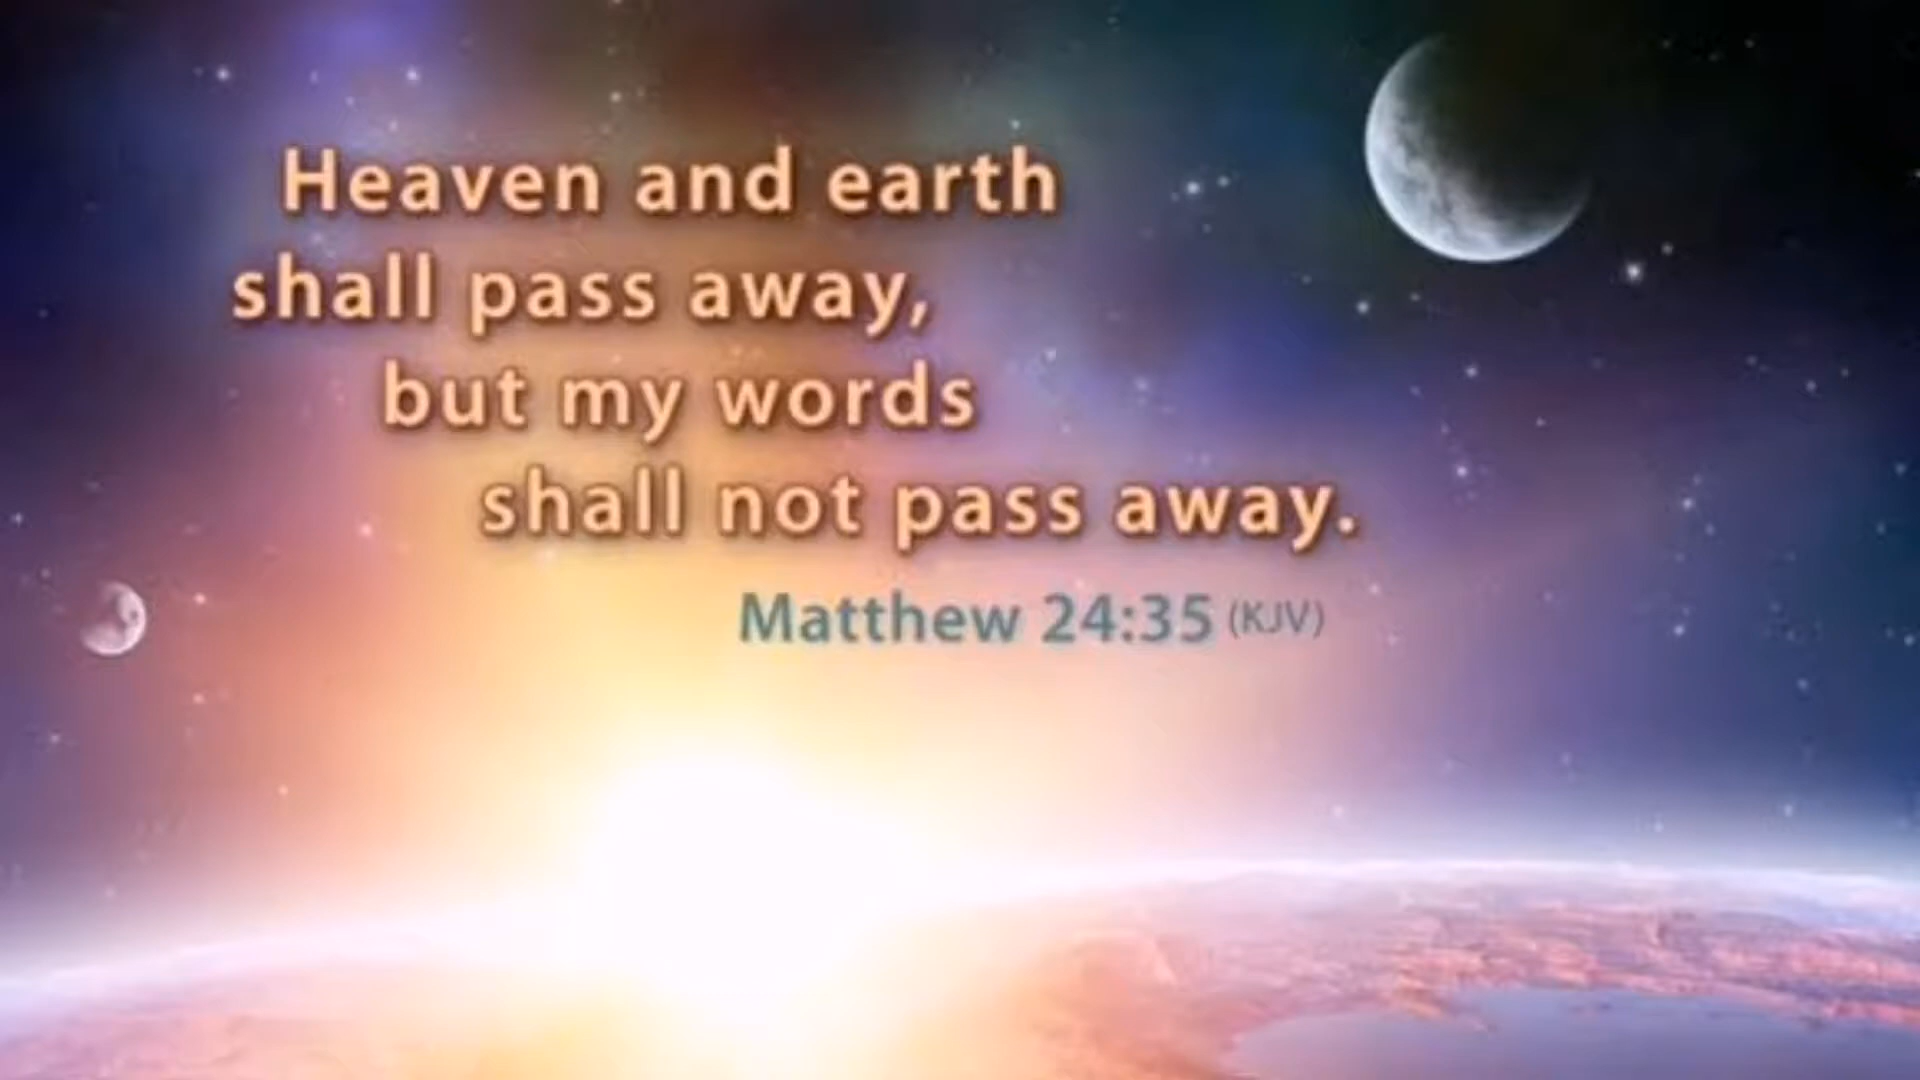 Heaven and earth
shall pass away,
but my words
shall not pass away.
Matthew 24:35 (KJV)